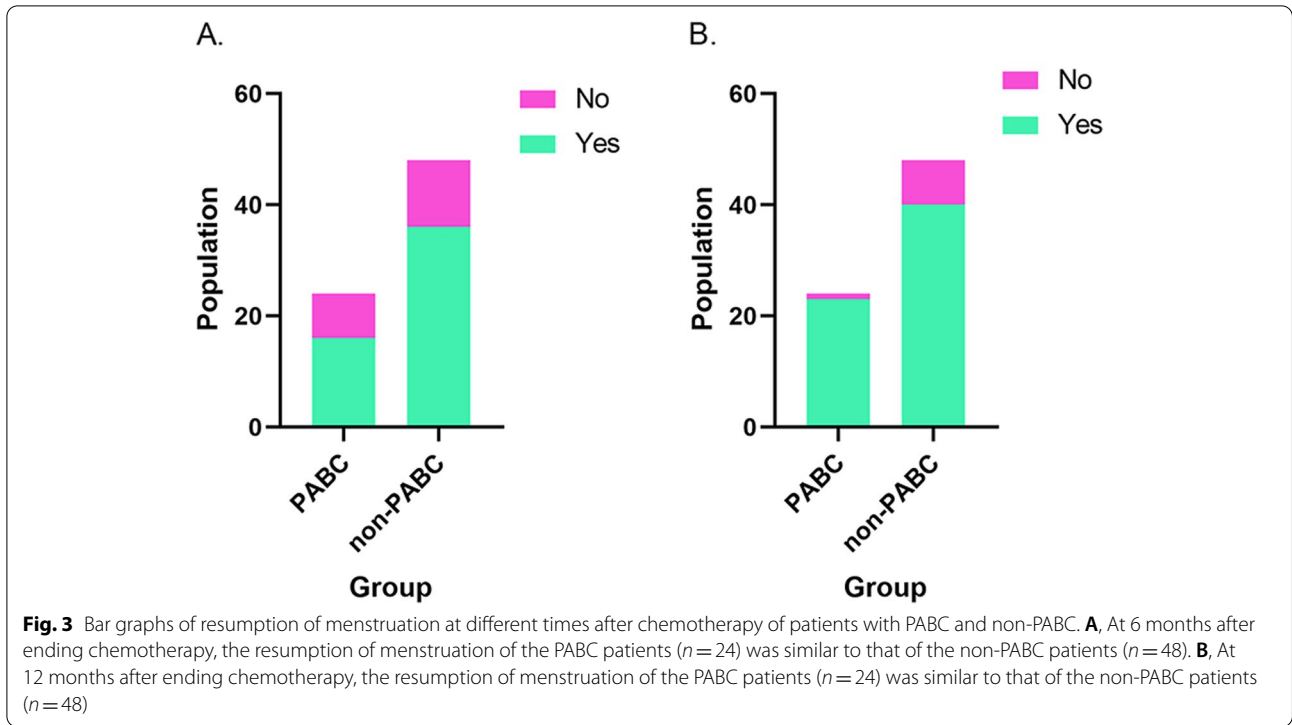 A.
No
Yes
60
40
20
0
Population
PABC
non-PABC
Group
B.
No
Yes
60
40
20
0
Population
PABC
non-PABC
Group
Fig. 3 Bar graphs of resumption of menstruation at different times after chemotherapy of patients with PABC and non-PABC. A, At 6 months after
ending chemotherapy, the resumption of menstruation of the PABC patients (n = 24) was similar to that of the non-PABC patients (n = 48). B, At
12 months after ending chemotherapy, the resumption of menstruation of the PABC patients (n = 24) was similar to that of the non-PABC patients
(n = 48)